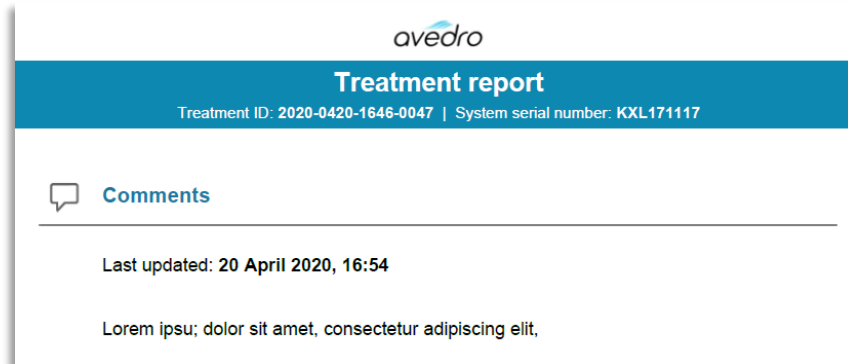 avedro
Treatment report
Treatment ID: 2020-0420-1646-0047 | System serial number: KXL171117
Comments
Last updated: 20 April 2020, 16:54
Lorem ipsu; dolor sit amet, consectetur adipiscing elit,